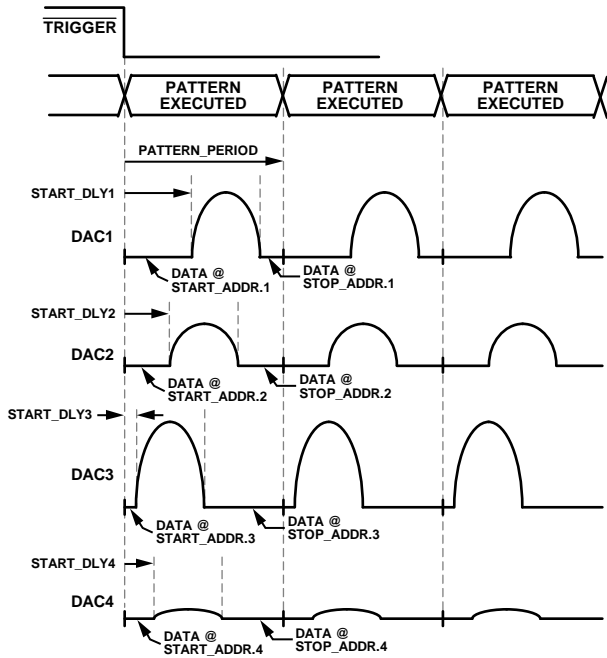 TRIGGER
PATTERN
EXECUTED
PATTERN
EXECUTED
PATTERN
EXECUTED
PATTERN_PERIOD
START_DLY1
DAC1
DATA @
START_ADDR.1
DATA @
STOP_ADDR.1
START_DLY2
DAC2
DATA @
START_ADDR.2
DATA @
STOP_ADDR.2
START_DLY3
DAC3
DATA @
START_ADDR.3
DATA @
STOP_ADDR.3
START_DLY4
DAC4
DATA @
START_ADDR.4
DATA @
STOP_ADDR.4